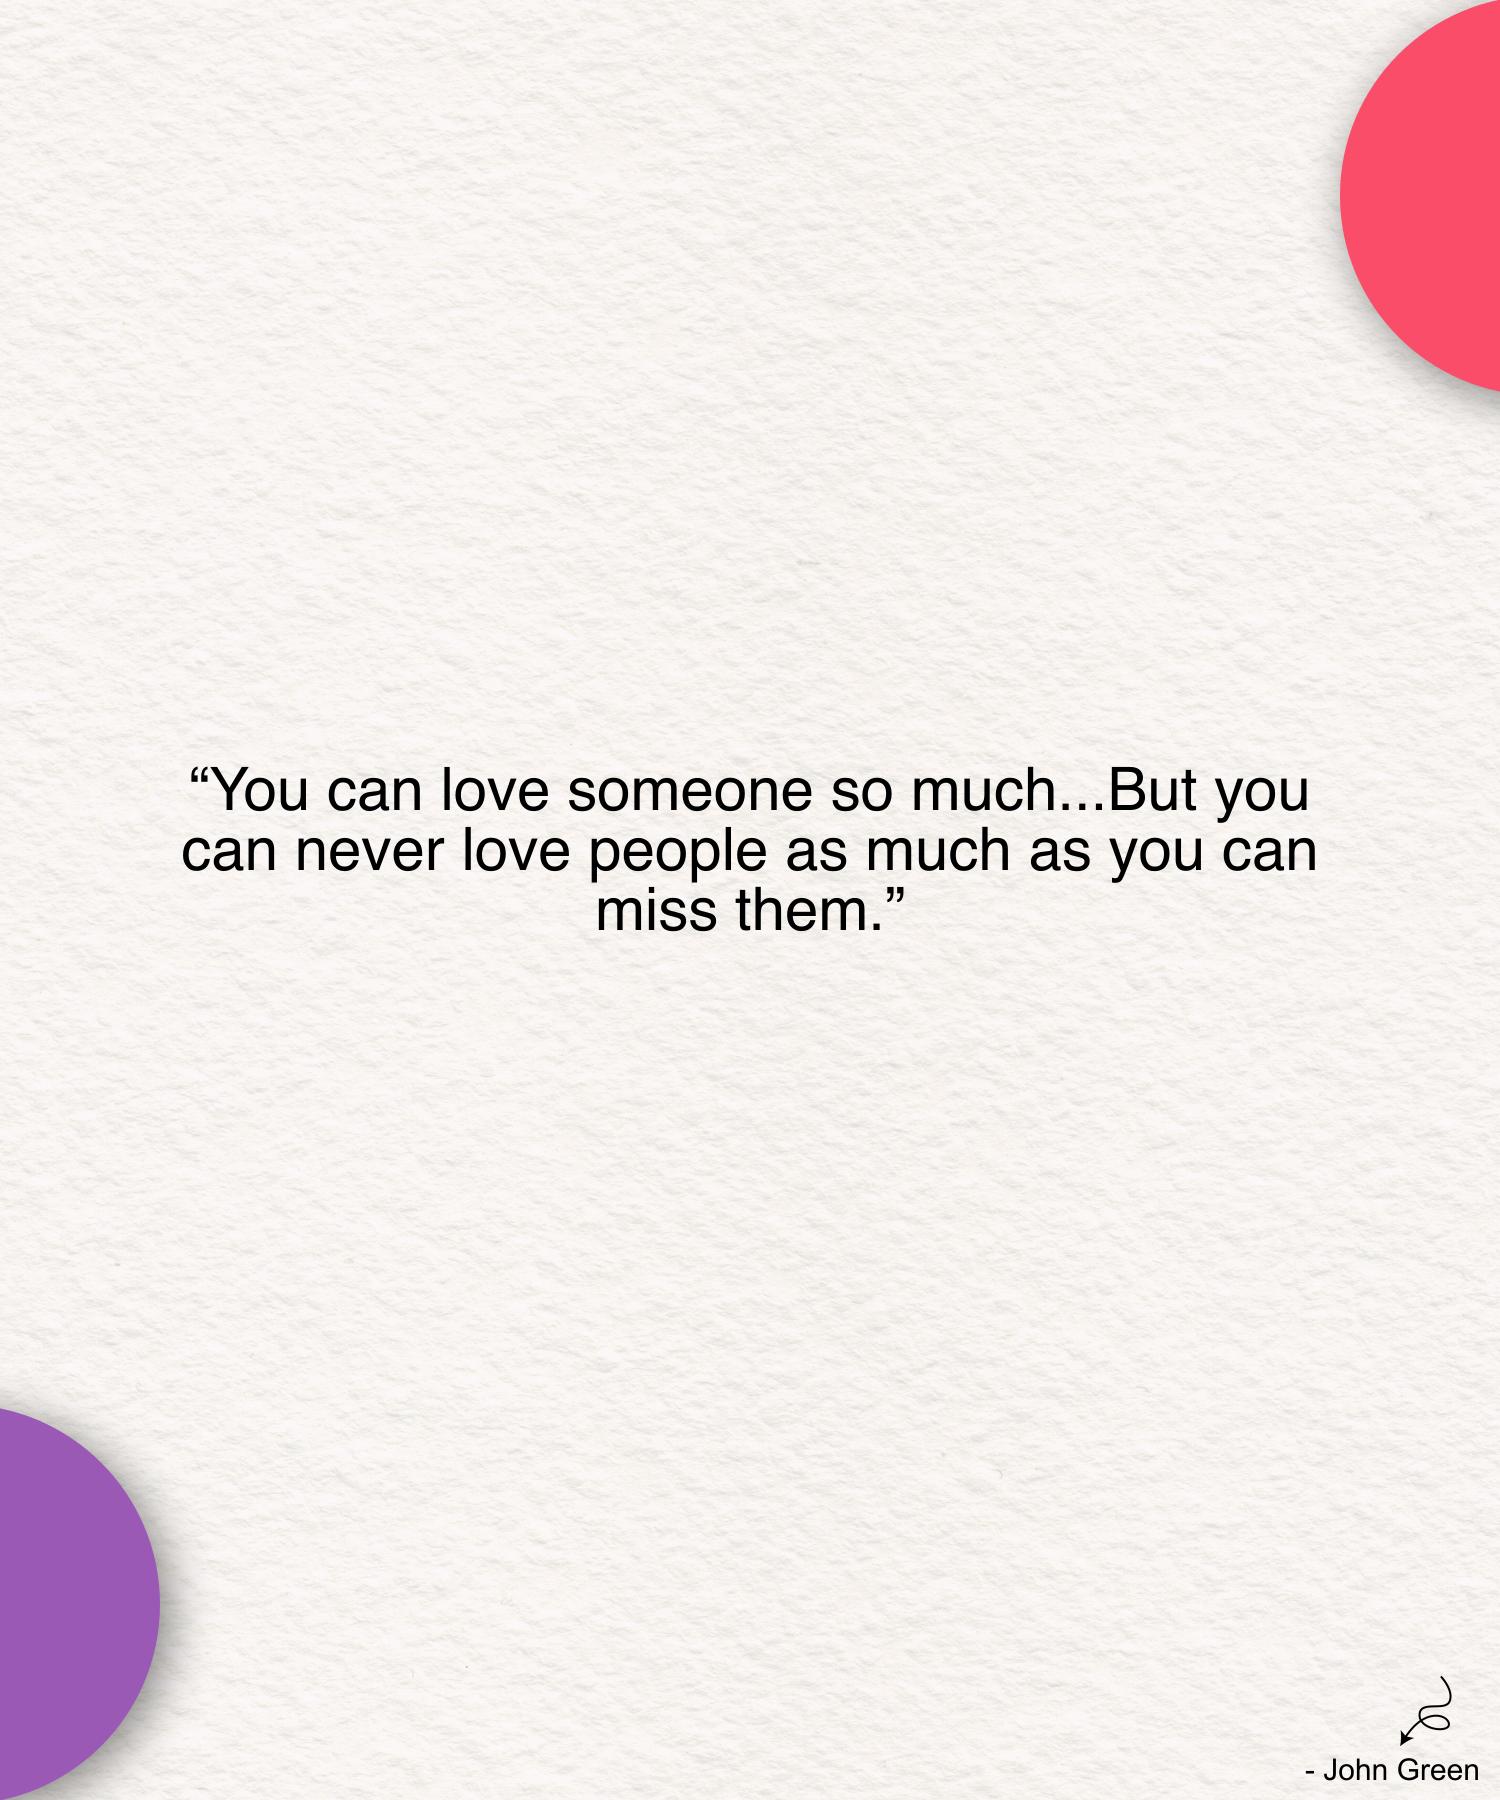 “You can love someone so much...But you
can never love people as much as you can
miss them.”
- John Green